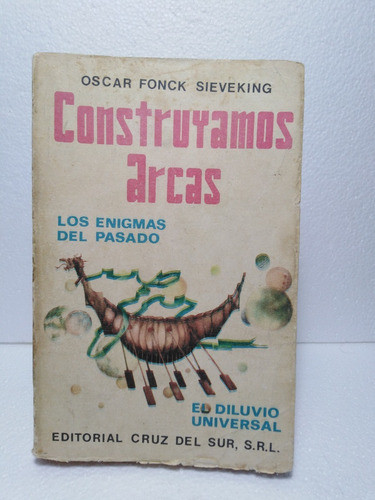 OSCAR FONCK SIEVEKING
Construyamos
arcas
LOS ENIGMAS
DEL PASADO
EL DILUVIO
UNIVERSAL
EDITORIAL CRUZ DEL SUR, S.R.L.